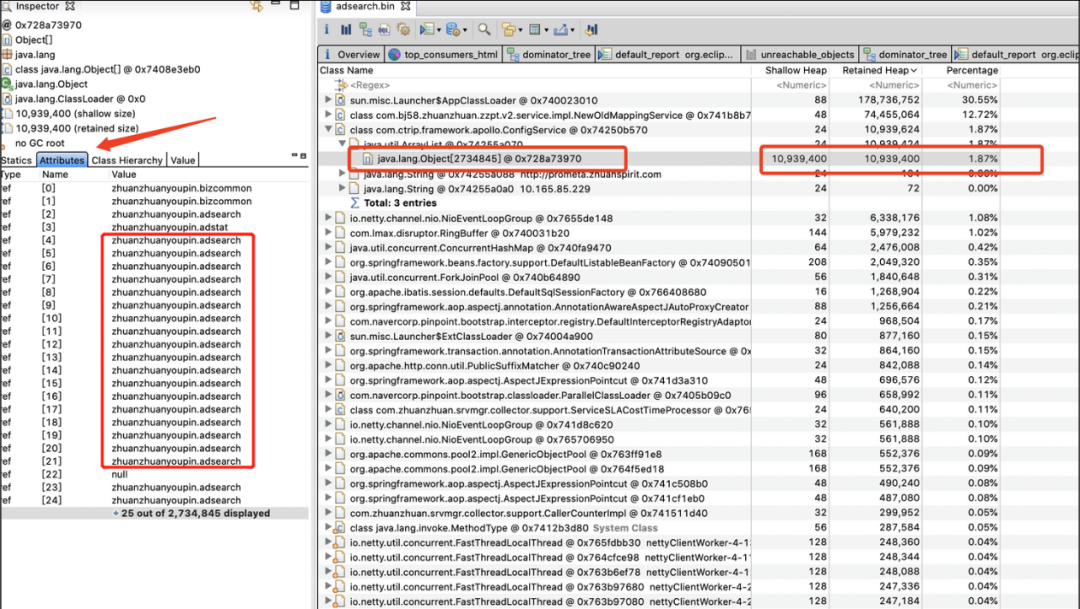 Inspector
@ 0x728a73970
Object[]
java.lang
class java.lang.Object[] @ 0x7408e3eb0
java.lang.Object
java.lang.ClassLoader @ 0x0
10,939,400 (shallow size)
10,939,400 (retained size)
no GC root
Statics Attributes Class Hierarchy Value
Type Name Value
ref [0] zhuanzhuanyoupin.bizcommon
ref [1] zhuanzhuanyoupin.bizcommon
ref [2] zhuanzhuanyoupin.adsearch
ref [3] zhuanzhuanyoupin.adstat
ref [4] zhuanzhuanyoupin.adsearch
ref [5] zhuanzhuanyoupin.adsearch
ref [6] zhuanzhuanyoupin.adsearch
ref [7] zhuanzhuanyoupin.adsearch
ref [8] zhuanzhuanyoupin.adsearch
ref [9] zhuanzhuanyoupin.adsearch
ref [10] zhuanzhuanyoupin.adsearch
ref [11] zhuanzhuanyoupin.adsearch
ref [12] zhuanzhuanyoupin.adsearch
ref [13] zhuanzhuanyoupin.adsearch
ref [14] zhuanzhuanyoupin.adsearch
ref [15] zhuanzhuanyoupin.adsearch
ref [16] zhuanzhuanyoupin.adsearch
ref [17] zhuanzhuanyoupin.adsearch
ref [18] zhuanzhuanyoupin.adsearch
ref [19] zhuanzhuanyoupin.adsearch
ref [20] zhuanzhuanyoupin.adsearch
ref [21] zhuanzhuanyoupin.adsearch
ref [22] null
ref [23] zhuanzhuanyoupin.adsearch
ref [24] zhuanzhuanyoupin.adsearch
+ 25 out of 2,734,845 displayed
adsearch.bin
i Overview top_consumers_html dominator_tree default_report org.eclip... unreachable_objects dominator_tree default_report org.eclip
Class Name Shallow Heap Retained Heap Percentage
<Regex> <Numeric> <Numeric> <Numeric>
sun.misc.Launcher$AppClassLoader @ 0x740023010 88 178,736,752 30.55%
class com.bj58.zhuanzhuan.zzpt.v2.service.impl.NewOldMappingService @ 0x741b8b7 48 74,455,064 12.72%
class com.ctrip.framework.apollo.ConfigService @ 0x74250b570 24 10,939,624 1.87%
java.util.ArrayList @ 0x74255a070 24 10,939,424 1.87%
java.lang.Object[2734845] @ 0x728a73970 10,939,400 10,939,400 1.87%
java.lang.String @ 0x74255a088 http://prometa.zhuanspirit.com 24 104 0.00%
java.lang.String @ 0x74255a0a0 10.165.85.229 24 72 0.00%
Σ Total: 3 entries
io.netty.channel.nio.NioEventLoopGroup @ 0x7655de148 32 6,338,176 1.08%
com.lmax.disruptor.RingBuffer @ 0x740031b20 144 5,979,232 1.02%
java.util.concurrent.ConcurrentHashMap @ 0x740fa9470 64 2,476,008 0.42%
org.springframework.beans.factory.support.DefaultListableBeanFactory @ 0x74090501 208 2,049,320 0.35%
java.util.concurrent.ForkJoinPool @ 0x740b64890 56 1,840,648 0.31%
org.apache.ibatis.session.defaults.DefaultSqlSessionFactory @ 0x766408680 16 1,268,904 0.22%
org.springframework.aop.aspectj.annotation.AnnotationAwareAspectJAutoProxyCreator 88 1,256,664 0.21%
com.navercorp.pinpoint.bootstrap.interceptor.registry.DefaultInterceptorRegistryAdaptor 24 968,504 0.17%
sun.misc.Launcher$ExtClassLoader @ 0x74004a900 80 877,160 0.15%
org.springframework.transaction.annotation.AnnotationTransactionAttributeSource @ 0x 32 864,160 0.15%
org.apache.http.conn.util.PublicSuffixMatcher @ 0x740c90240 24 842,088 0.14%
org.springframework.aop.aspectj.AspectJExpressionPointcut @ 0x741d3a310 48 696,576 0.12%
com.navercorp.pinpoint.bootstrap.classloader.ParallelClassLoader @ 0x7405b09c0 96 658,992 0.11%
class com.zhuanzhuan.srvmgr.collector.support.ServiceSLACostTimeProcessor @ 0x765 24 640,200 0.11%
io.netty.channel.nio.NioEventLoopGroup @ 0x741d8c620 32 561,888 0.10%
io.netty.channel.nio.NioEventLoopGroup @ 0x765706950 32 561,888 0.10%
org.apache.commons.pool2.impl.GenericObjectPool @ 0x763ff91e8 168 552,376 0.09%
org.apache.commons.pool2.impl.GenericObjectPool @ 0x764f5ed18 168 552,376 0.09%
org.springframework.aop.aspectj.AspectJExpressionPointcut @ 0x741c508b0 48 490,240 0.08%
org.springframework.aop.aspectj.AspectJExpressionPointcut @ 0x741cf1eb0 48 487,080 0.08%
com.zhuanzhuan.srvmgr.collector.support.CallerCounterImpl @ 0x741511d40 32 299,952 0.05%
class java.lang.invoke.MethodType @ 0x7412b3d80 System Class 56 287,584 0.05%
io.netty.util.concurrent.FastThreadLocalThread @ 0x765fdbb30 nettyClientWorker-4-1 128 248,360 0.04%
io.netty.util.concurrent.FastThreadLocalThread @ 0x764cfce98 nettyClientWorker-4-1 128 248,344 0.04%
io.netty.util.concurrent.FastThreadLocalThread @ 0x763b6ef78 nettyClientWorker-4-1 128 248,088 0.04%
io.netty.util.concurrent.FastThreadLocalThread @ 0x763b97680 nettyClientWorker-4-2 128 247,336 0.04%
io.netty.util.concurrent.FastThreadLocalThread @ 0x763b97080 nettyClientWorker-4-2 128 247,184 0.04%